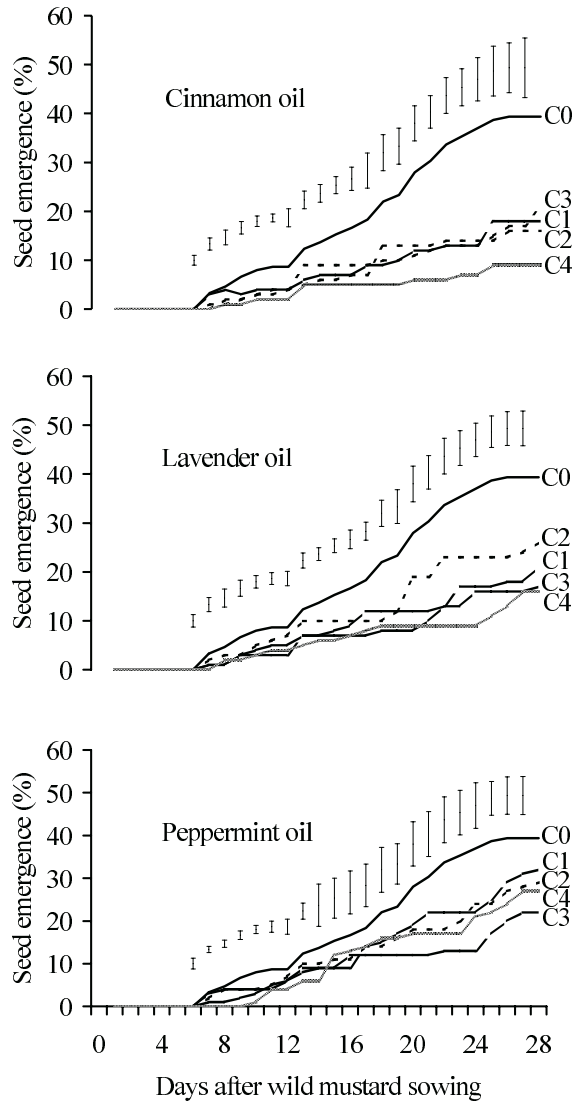 60
50
40
30
20
10
0
Seed emergence (%)
Cinnamon oil
C0
C3
C1
C2
C4
60
50
40
30
20
10
0
Seed emergence (%)
Lavender oil
C0
C2
C1
C3
C4
60
50
40
30
20
10
0
Seed emergence (%)
Peppermint oil
C0
C1
C2
C4
C3
0 4 8 12 16 20 24 28
Days after wild mustard sowing